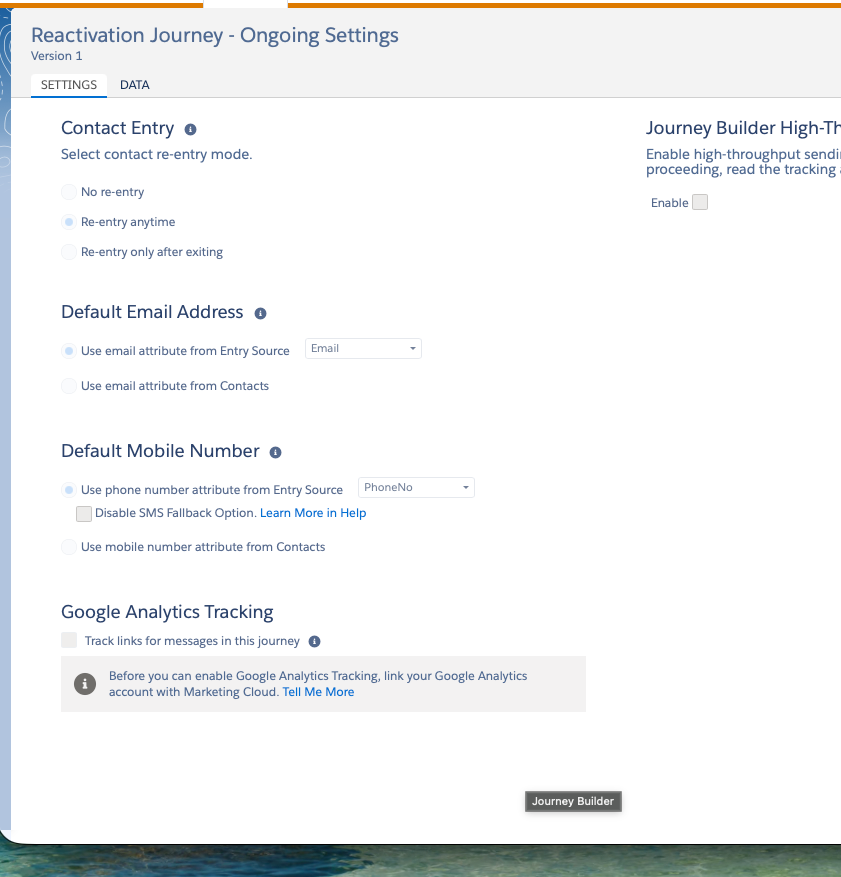 Reactivation Journey - Ongoing Settings
Version 1
SETTINGS DATA
Contact Entry
Select contact re-entry mode.
No re-entry
Re-entry anytime
Re-entry only after exiting
Default Email Address
Use email attribute from Entry Source Email
Use email attribute from Contacts
Default Mobile Number
Use phone number attribute from Entry Source PhoneNo
Disable SMS Fallback Option. Learn More in Help
Use mobile number attribute from Contacts
Google Analytics Tracking
Track links for messages in this journey
Before you can enable Google Analytics Tracking, link your Google Analytics
account with Marketing Cloud. Tell Me More
Journey Builder High-Th
Enable high-throughput sendi
proceeding, read the tracking
Enable
Journey Builder